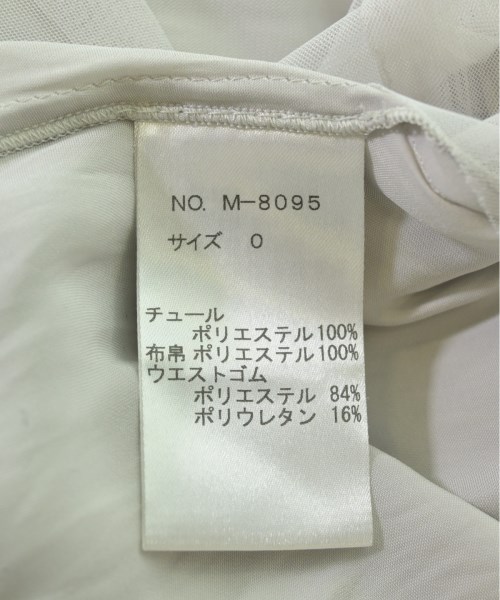 NO. M-8095
サイズ 0
チュール
ポリエステル100%
布帛 ポリエステル100%
ウエストゴム
ポリエステル 84%
ポリウレタン 16%